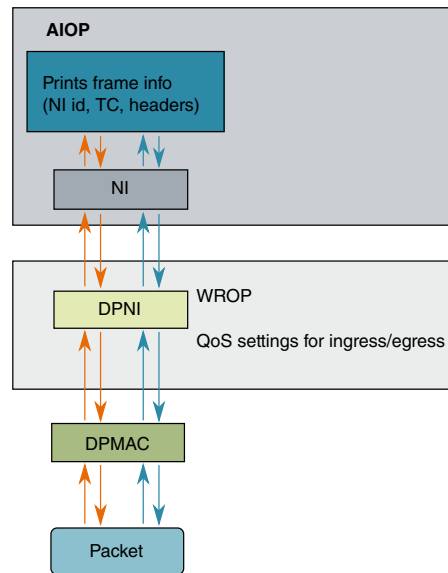 AIOP
Prints frame info
(NI id, TC, headers)
NI
WROP
DPNI
QoS settings for ingress/egress
DPMAC
Packet